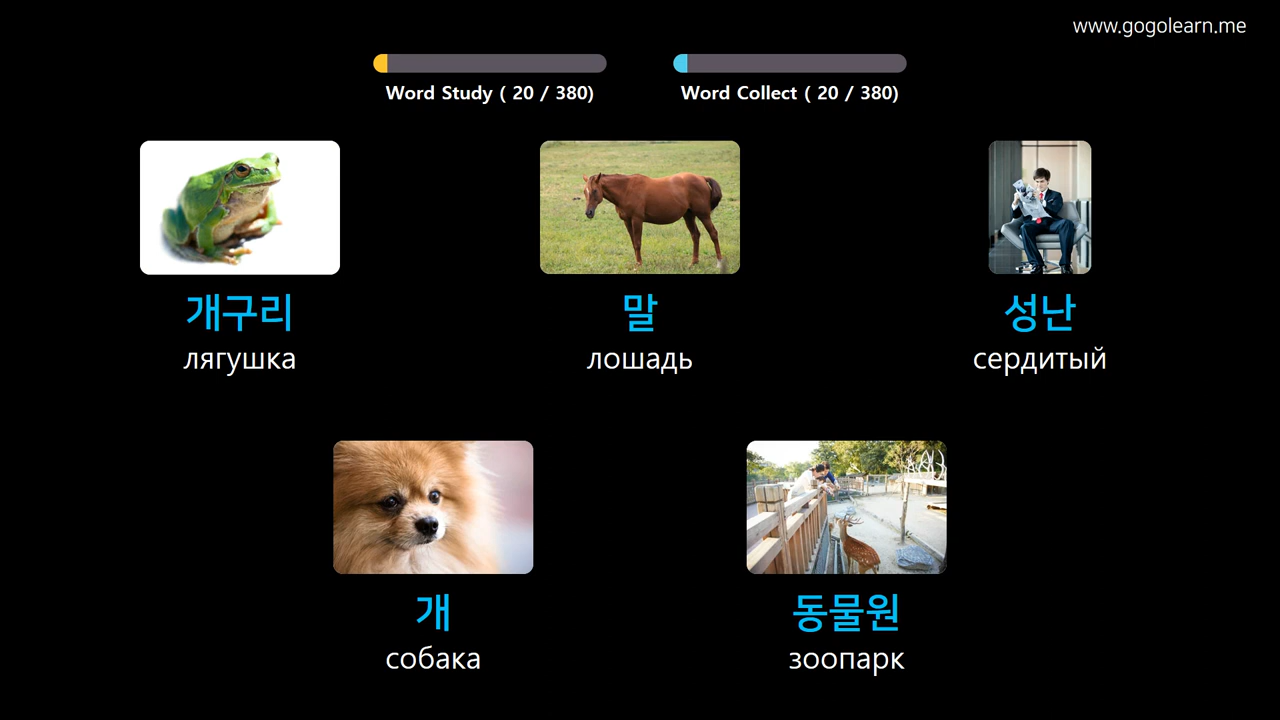 www.gogolearn.me
Word Study ( 20 / 380)
Word Collect ( 20 / 380)
개구리
лягушка
말
лошадь
성난
сердитый
개
собака
동물원
зоопарк